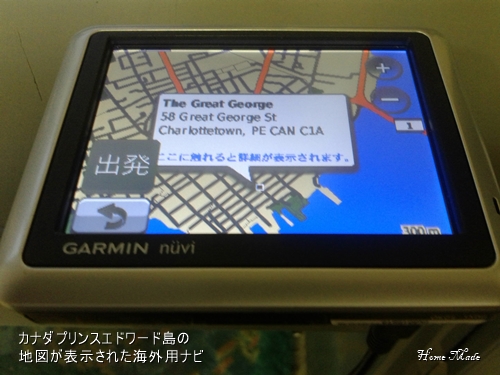 The Great George
58 Great George St
Charlottetown, PE CAN C1A
ここに触れると詳細が表示されます。
+
−
1
出発
300 m
GARMIN nüvi
カナダプリンスエドワード島の
地図が表示された海外用ナビ
Home Made